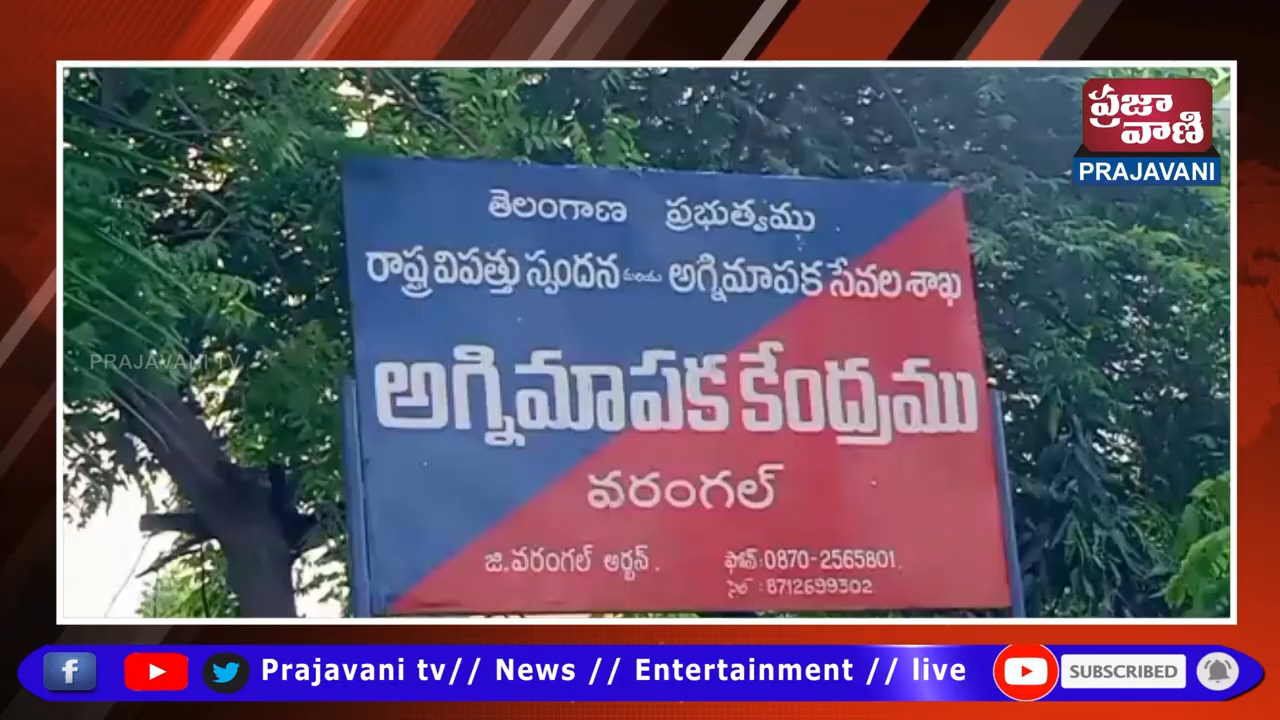 ప్రజా
వాణి
PRAJAVANI
తెలంగాణ ప్రభుత్వము
రాష్ట్ర విపత్తు స్పందన మరియు అగ్నిమాపక సేవల శాఖ
అగ్నిమాపక కేంద్రము
వరంగల్
జి.వరంగల్ అర్బన్.
ఫోన్:0870-2565801.
సెల్:8712699302
PRAJAVANI TV
Prajavani tv// News // Entertainment // live
SUBSCRIBED